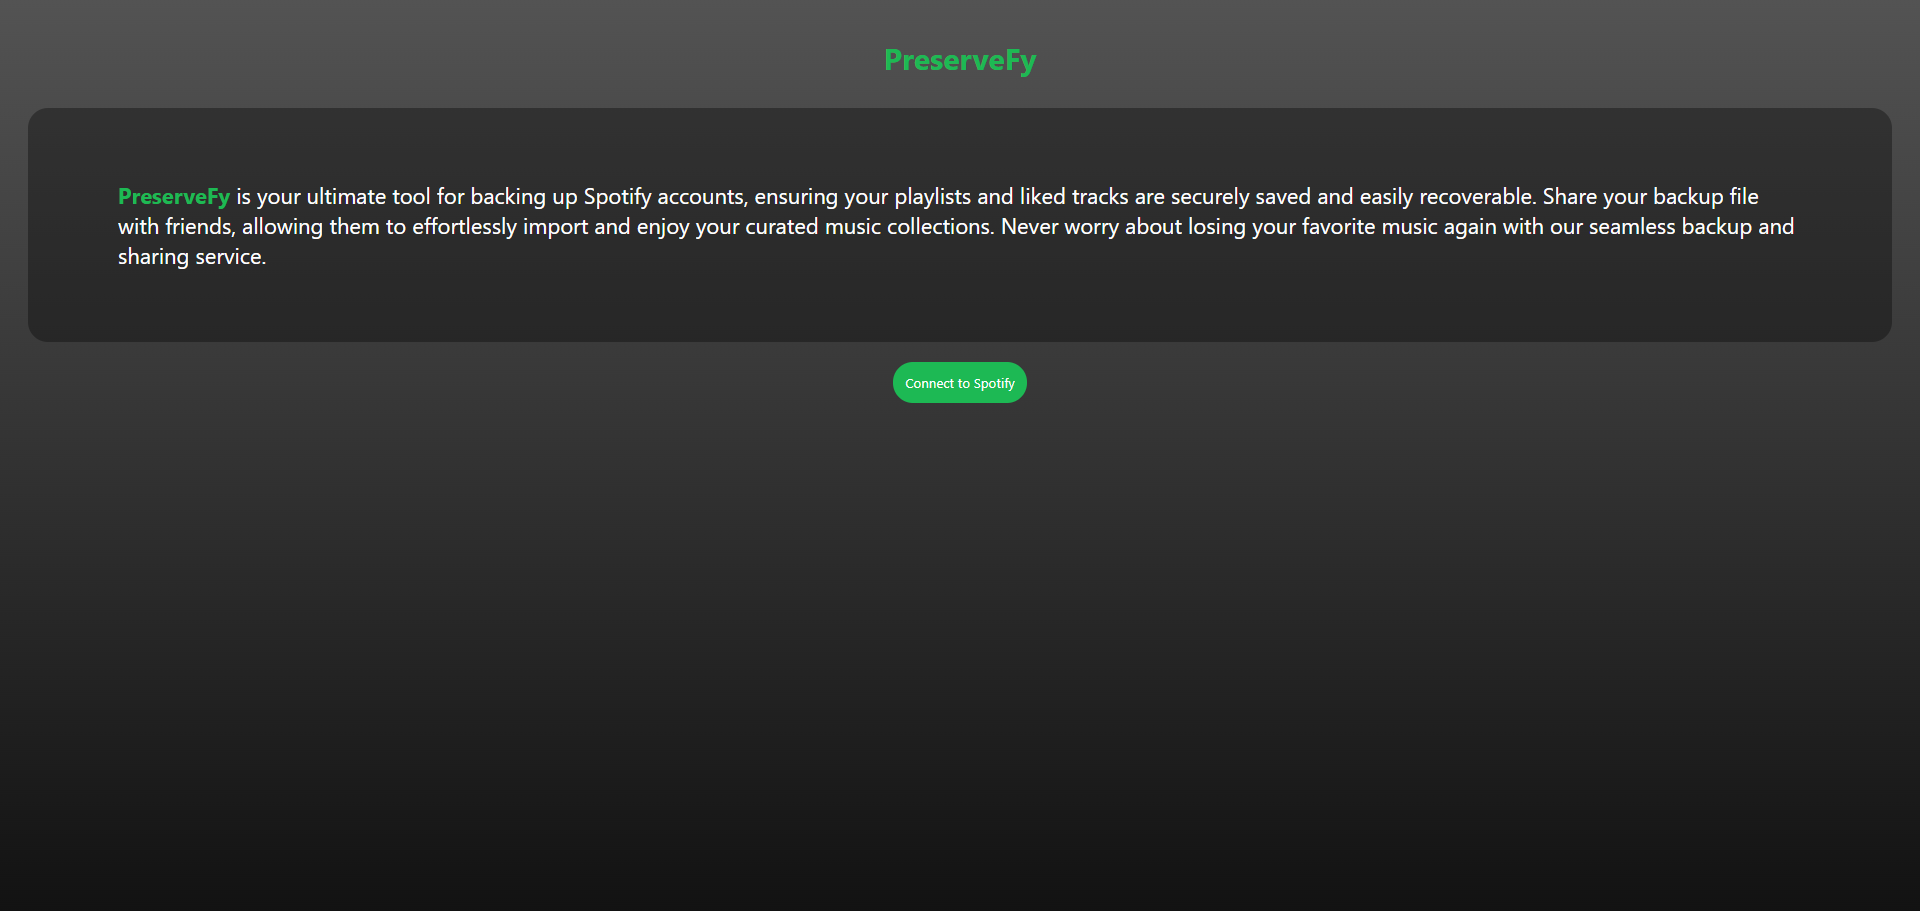 PreserveFy
PreserveFy is your ultimate tool for backing up Spotify accounts, ensuring your playlists and liked tracks are securely saved and easily recoverable. Share your backup file
with friends, allowing them to effortlessly import and enjoy your curated music collections. Never worry about losing your favorite music again with our seamless backup and
sharing service.
Connect to Spotify